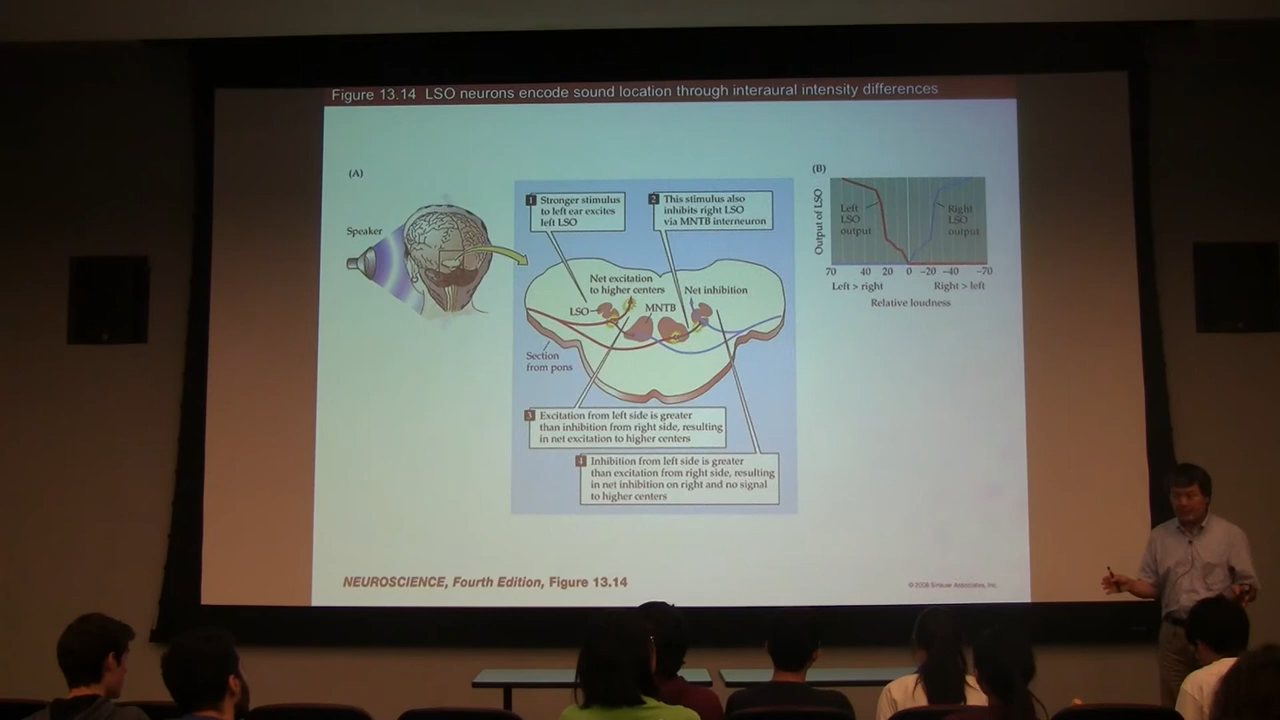 Figure 13.14 LSO neurons encode sound location through interaural intensity differences
(A)
Speaker
1 Stronger stimulus
to left ear excites
left LSO
2 This stimulus also
inhibits right LSO
via MNTB interneuron
Net excitation
to higher centers
Net inhibition
LSO
MNTB
Section
from pons
3 Excitation from left side is greater
than inhibition from right side, resulting
in net excitation to higher centers
4 Inhibition from left side is greater
than excitation from right side, resulting
in net inhibition on right and no signal
to higher centers
(B)
Output of LSO
Left
LSO
output
Right
LSO
output
70 40 20 0 -20 -40 -70
Left > right Right > left
Relative loudness
NEUROSCIENCE, Fourth Edition, Figure 13.14
© 2008 Sinauer Associates, Inc.